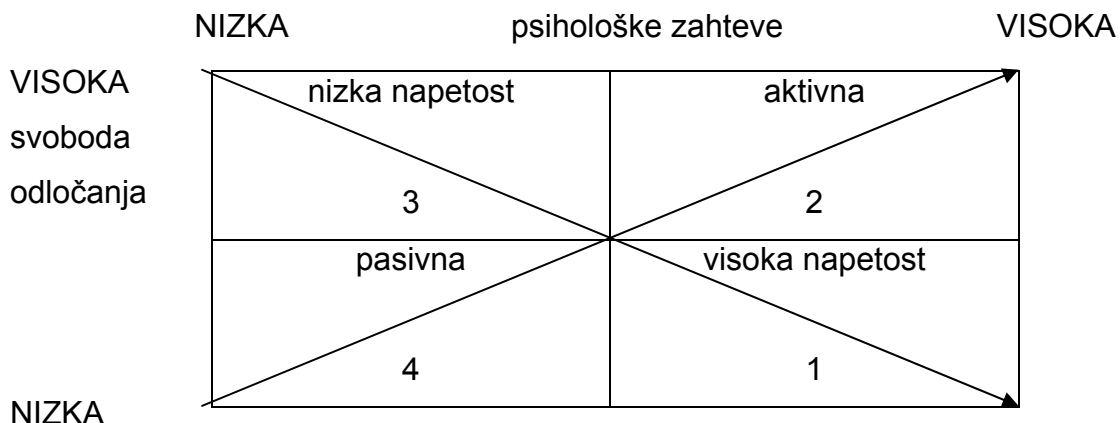 NIZKA psihološke zahteve VISOKA
VISOKA
svoboda
odločanja
nizka napetost aktivna
3 2
pasivna visoka napetost
4 1
NIZKA